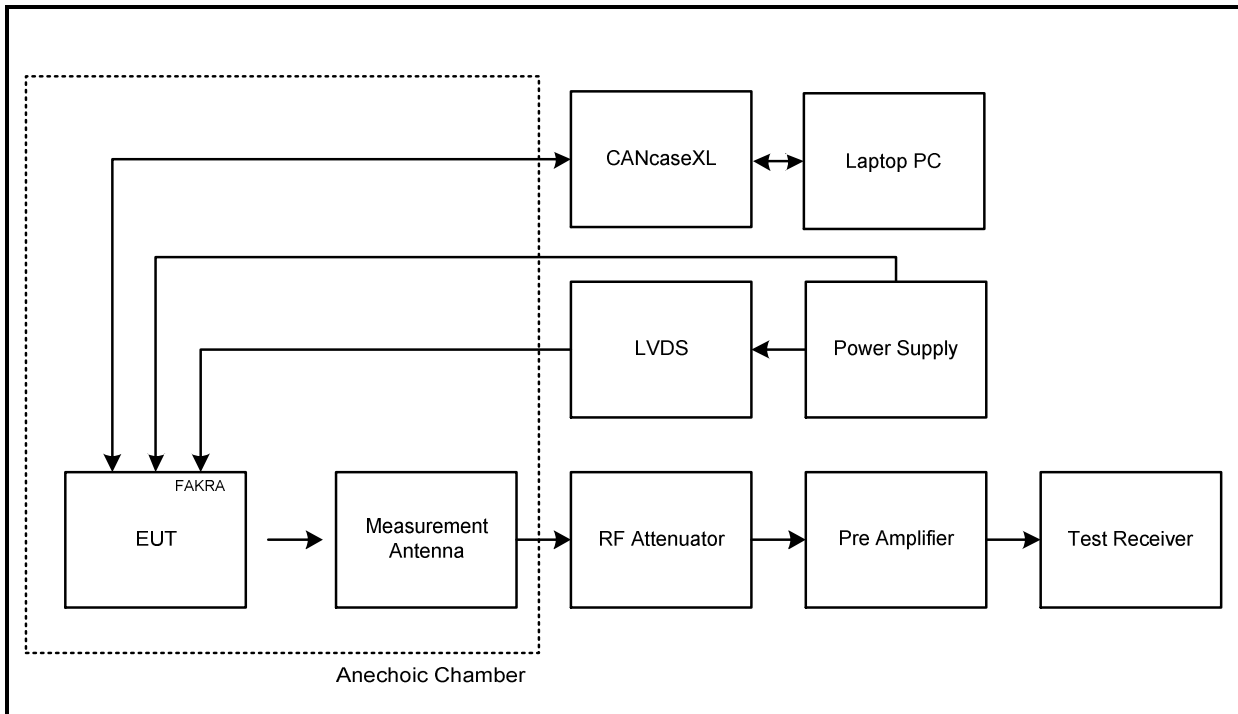 CANcaseXL
Laptop PC
LVDS
Power Supply
FAKRA
EUT
Measurement
Antenna
RF Attenuator
Pre Amplifier
Test Receiver
Anechoic Chamber